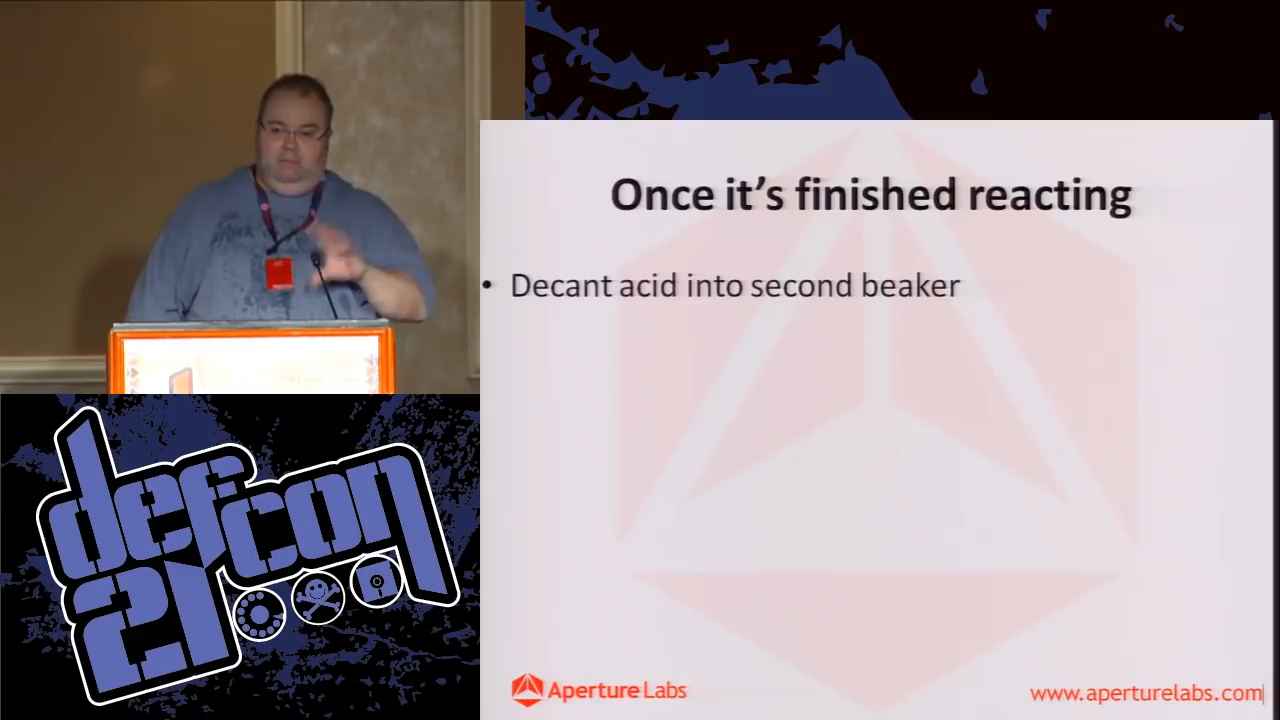 Once it's finished reacting
• Decant acid into second beaker
defcon
21
Aperture Labs
www.aperturelabs.com